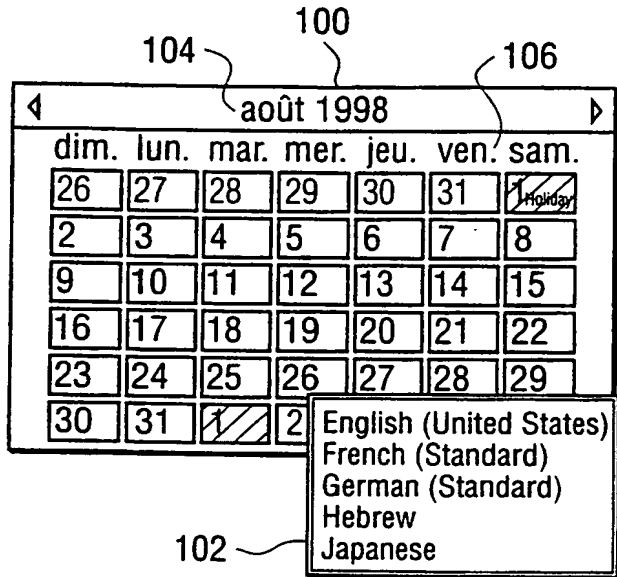 100
104
106
août 1998
dim. lun. mar. mer. jeu. ven. sam.
26 27 28 29 30 31 1 Holiday
2 3 4 5 6 7 8
9 10 11 12 13 14 15
16 17 18 19 20 21 22
23 24 25 26 27 28 29
30 31 1 2
English (United States)
French (Standard)
German (Standard)
Hebrew
Japanese
102